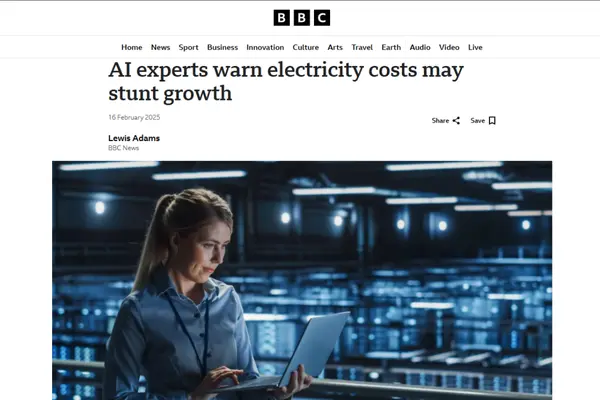 BBC
Home News Sport Business Innovation Culture Arts Travel Earth Audio Video Live
AI experts warn electricity costs may
stunt growth
16 February 2025
Share Save
Lewis Adams
BBC News